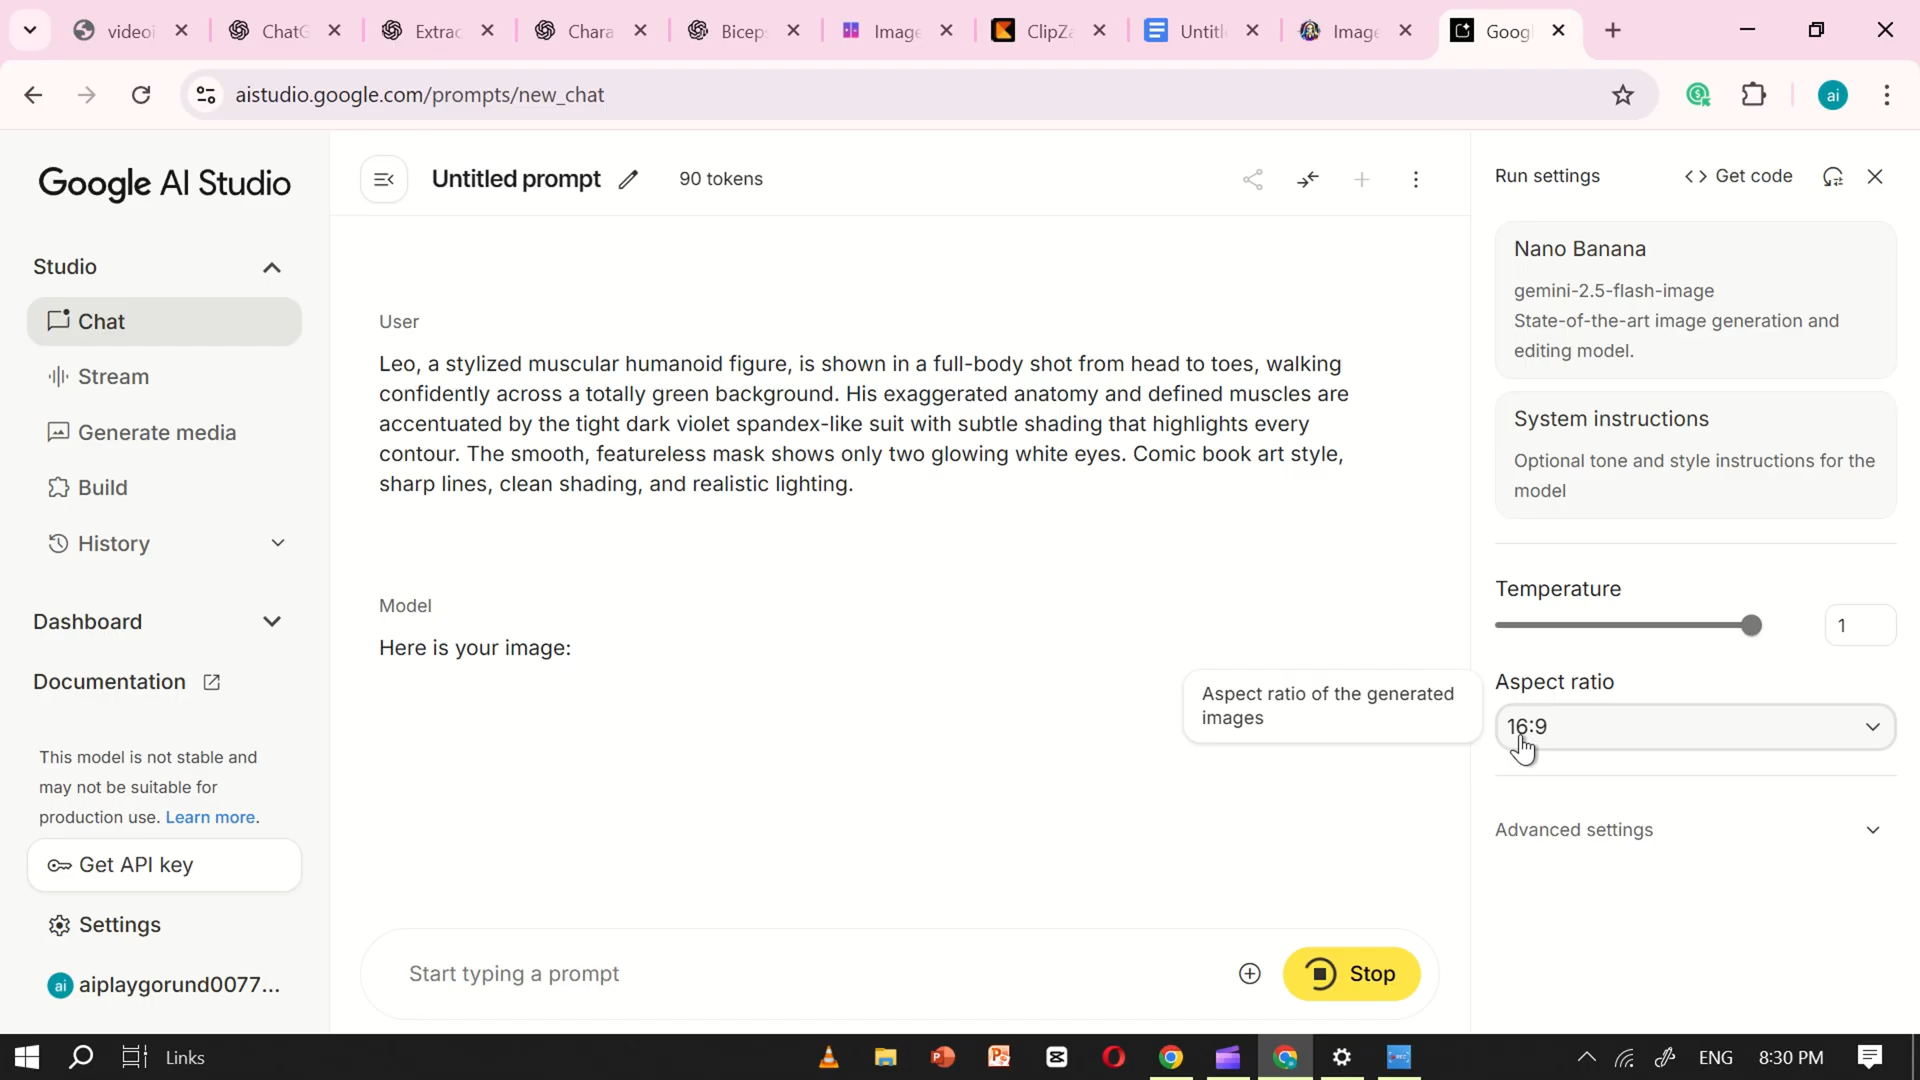 videoi
ChatG
Extrac
Chara
Bicep
Image
ClipZa
Untitl
Image
Googl
aistudio.google.com/prompts/new_chat
ai
Google AI Studio
Studio
Chat
Stream
Generate media
Build
History
Dashboard
Documentation
This model is not stable and
may not be suitable for
production use. Learn more.
Get API key
Settings
ai aiplaygorund0077...
Untitled prompt
90 tokens
User
Leo, a stylized muscular humanoid figure, is shown in a full-body shot from head to toes, walking
confidently across a totally green background. His exaggerated anatomy and defined muscles are
accentuated by the tight dark violet spandex-like suit with subtle shading that highlights every
contour. The smooth, featureless mask shows only two glowing white eyes. Comic book art style,
sharp lines, clean shading, and realistic lighting.
Model
Here is your image:
Aspect ratio of the generated
images
Start typing a prompt
Stop
Run settings
<> Get code
Nano Banana
gemini-2.5-flash-image
State-of-the-art image generation and
editing model.
System instructions
Optional tone and style instructions for the
model
Temperature
1
Aspect ratio
16:9
Advanced settings
Links
ENG
8:30 PM